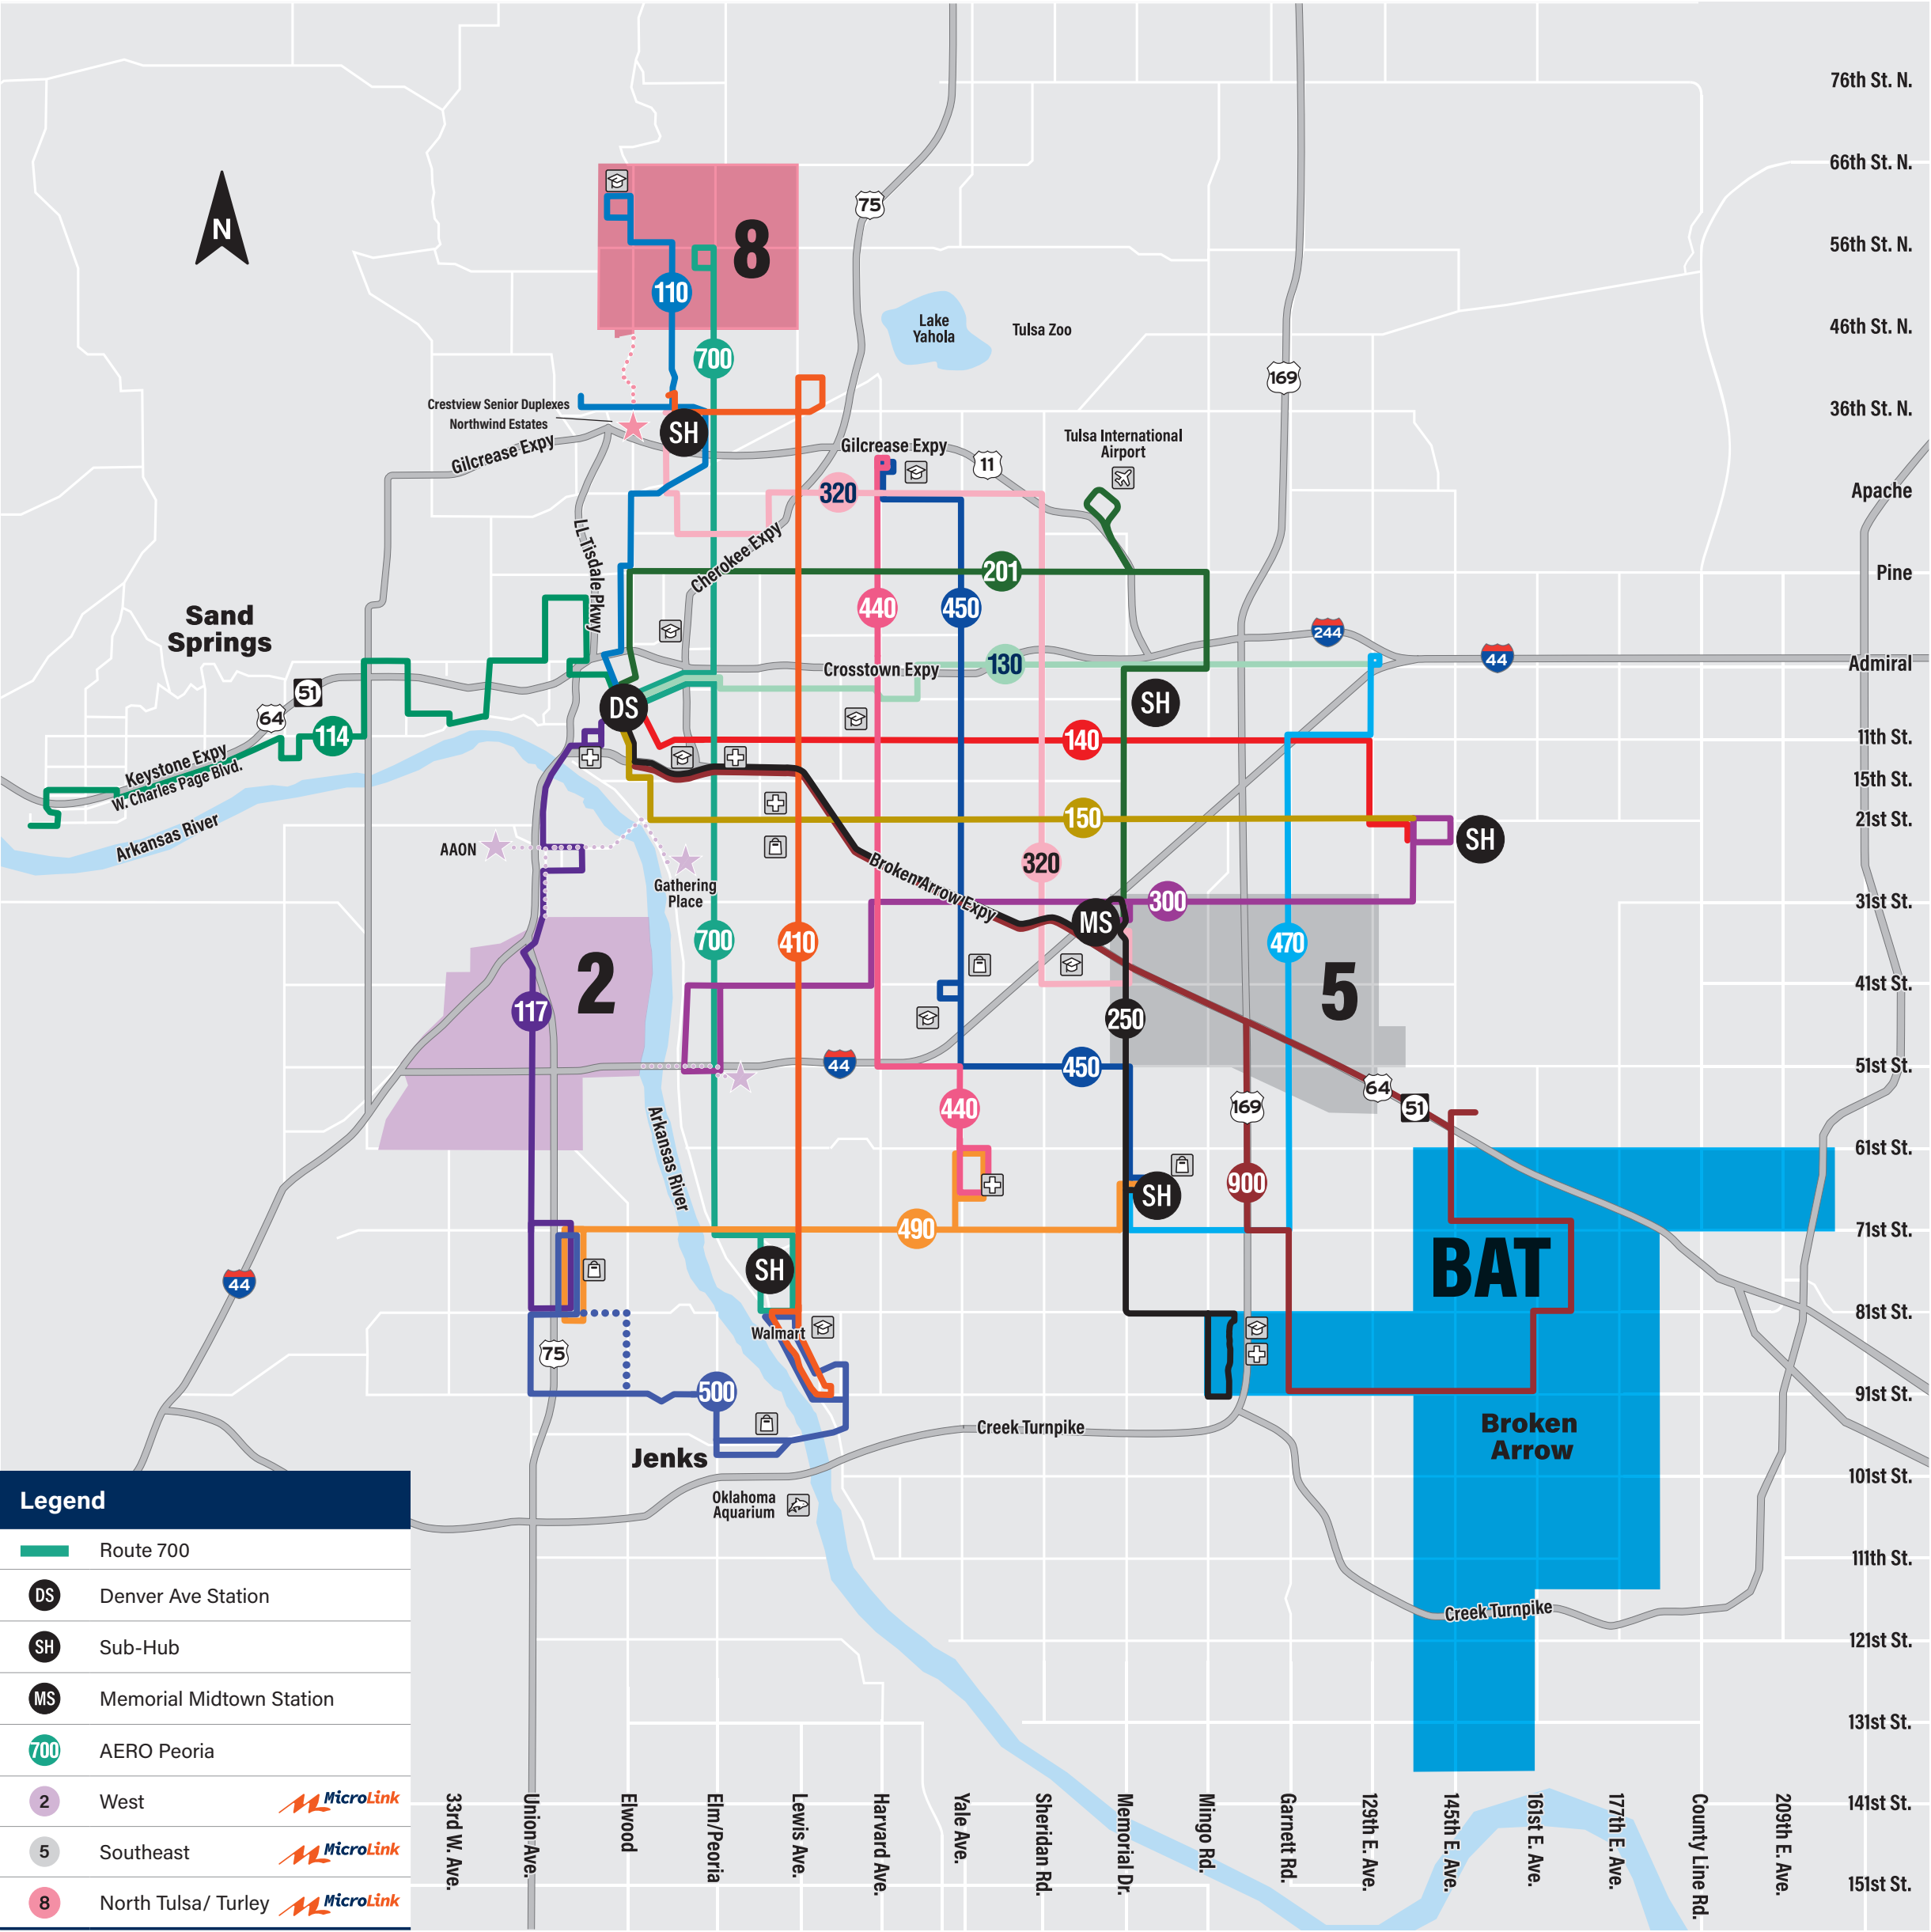 76th St. N.
66th St. N.
56th St. N.
46th St. N.
36th St. N.
Apache
Pine
Admiral
11th St.
15th St.
21st St.
31st St.
41st St.
51st St.
61st St.
71st St.
81st St.
91st St.
101st St.
111th St.
121st St.
131st St.
141st St.
151st St.
N
8
75
110
700
Lake
Yahola
Tulsa Zoo
169
Crestview Senior Duplexes
Northwind Estates
SH
Gilcrease Expy
Gilcrease Expy
11
Tulsa International
Airport
320
LL Tisdale Pkwy
Cherokee Expy
201
440
450
Sand
Springs
244
44
Crosstown Expy
130
51
64
114
DS
SH
140
Keystone Expy
W. Charles Page Blvd.
Arkansas River
150
SH
AAON
Gathering
Place
320
Broken Arrow Expy
300
MS
2
700
410
470
5
117
250
44
450
64
51
169
440
Arkansas River
SH
900
490
BAT
SH
44
Walmart
75
500
Jenks
Creek Turnpike
Broken
Arrow
Oklahoma
Aquarium
Creek Turnpike
Legend
Route 700
DS Denver Ave Station
SH Sub-Hub
MS Memorial Midtown Station
700 AERO Peoria
2 West MicroLink
5 Southeast MicroLink
8 North Tulsa/ Turley MicroLink
33rd W. Ave.
Union Ave.
Elwood
Elm/Peoria
Lewis Ave.
Harvard Ave.
Yale Ave.
Sheridan Rd.
Memorial Dr.
Mingo Rd.
Garnett Rd.
129th E. Ave.
145th E. Ave.
161st E. Ave.
177th E. Ave.
County Line Rd.
209th E. Ave.